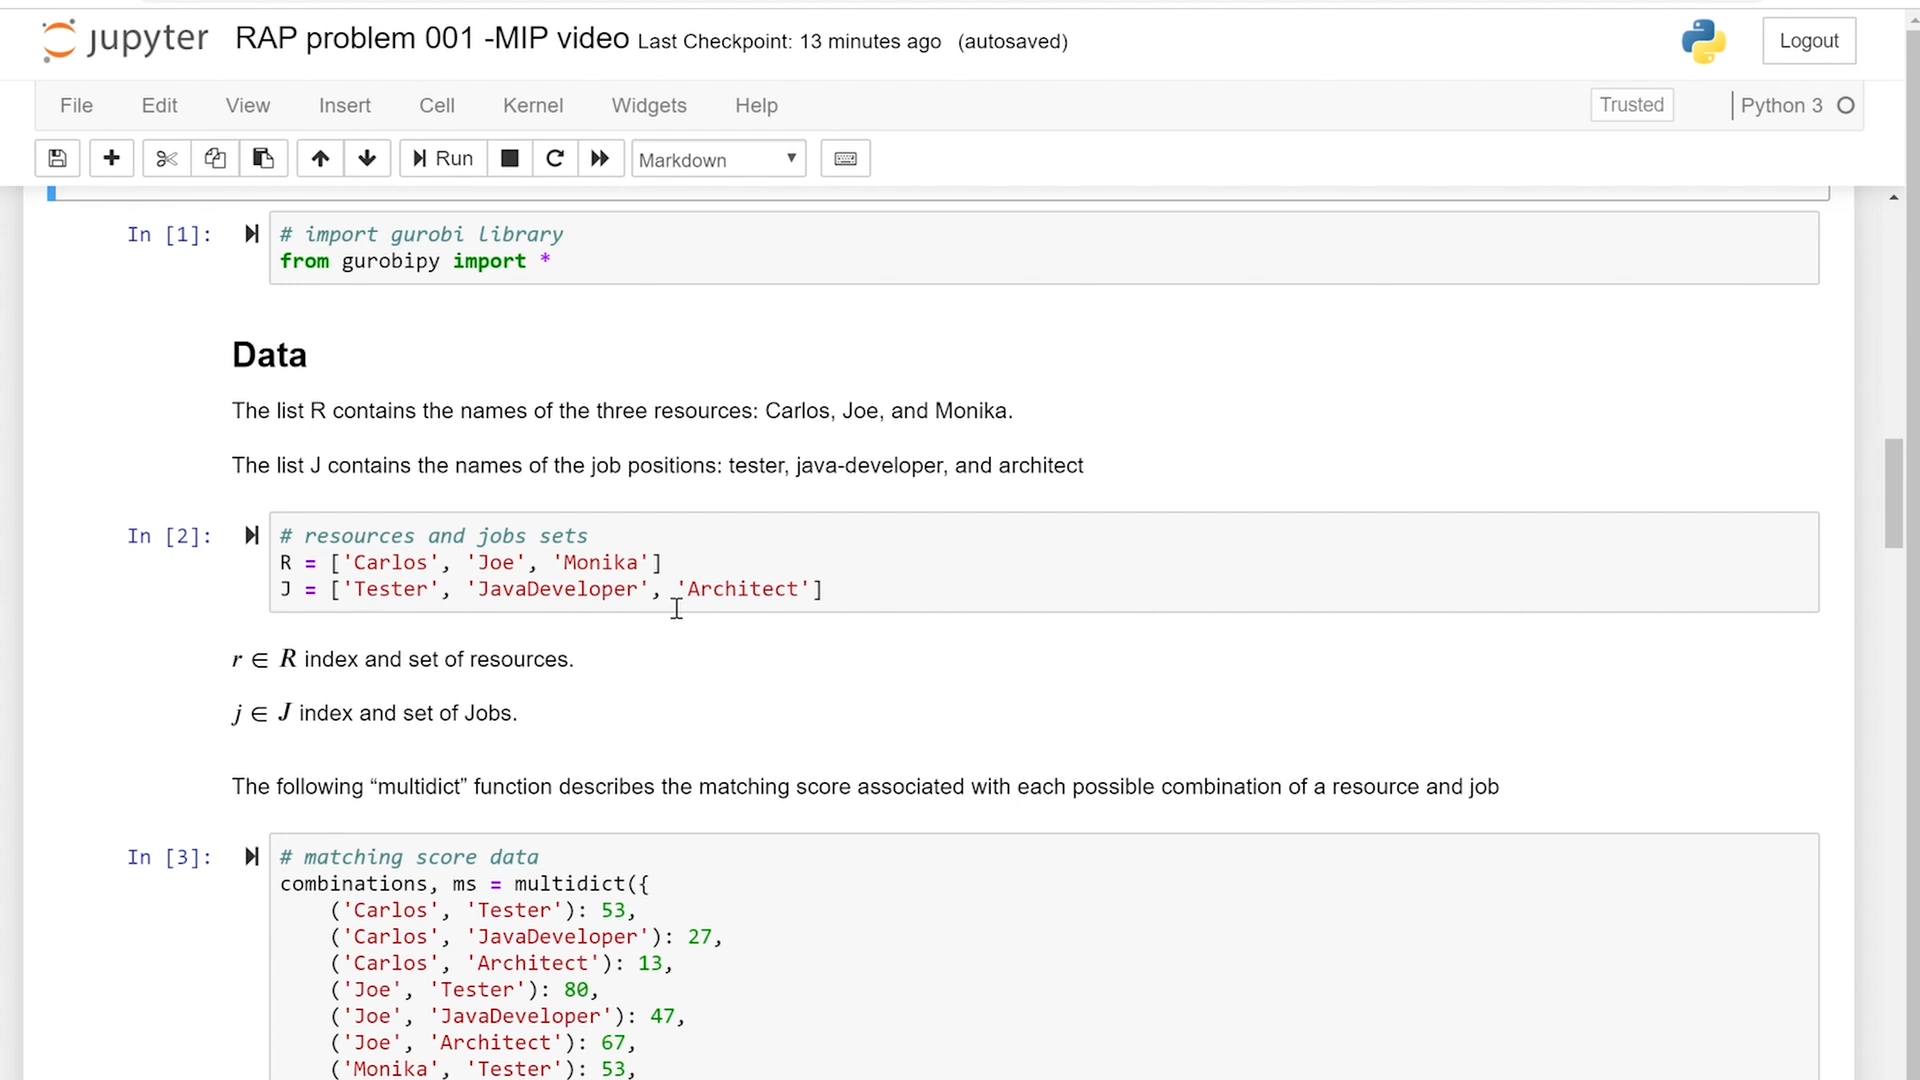 jupyter RAP problem 001 -MIP video Last Checkpoint: 13 minutes ago (autosaved) Logout
File Edit View Insert Cell Kernel Widgets Help Trusted Python 3
Run Markdown
In [1]: # import gurobi library
from gurobipy import *
Data
The list R contains the names of the three resources: Carlos, Joe, and Monika.
The list J contains the names of the job positions: tester, java-developer, and architect
In [2]: # resources and jobs sets
R = ['Carlos', 'Joe', 'Monika']
J = ['Tester', 'JavaDeveloper', 'Architect']
r ∈ R index and set of resources.
j ∈ J index and set of Jobs.
The following “multidict” function describes the matching score associated with each possible combination of a resource and job
In [3]: # matching score data
combinations, ms = multidict({
('Carlos', 'Tester'): 53,
('Carlos', 'JavaDeveloper'): 27,
('Carlos', 'Architect'): 13,
('Joe', 'Tester'): 80,
('Joe', 'JavaDeveloper'): 47,
('Joe', 'Architect'): 67,
('Monika', 'Tester'): 53,